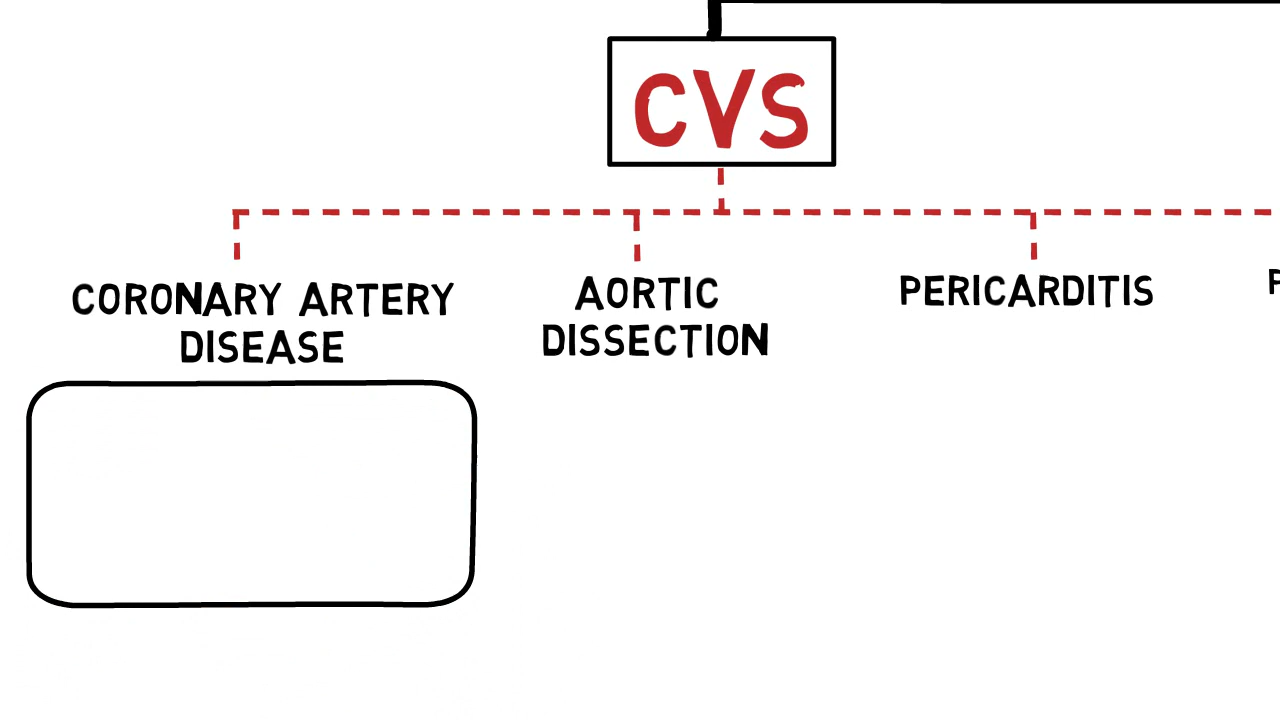 CVS
CORONARY ARTERY
DISEASE
AORTIC
DISSECTION
PERICARDITIS